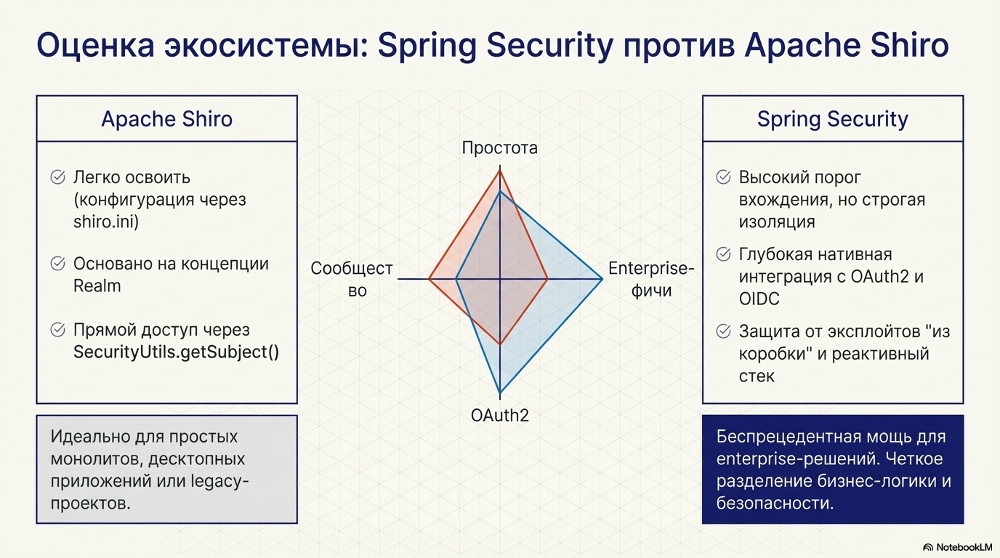 Оценка экосистемы: Spring Security против Apache Shiro
Apache Shiro
Легко освоить
(конфигурация через
shiro.ini)
Основано на концепции
Realm
Прямой доступ через
SecurityUtils.getSubject()
Идеально для простых
монолитов, десктопных
приложений или legacy-
проектов.
Простота
Сообщест
во
Enterprise-
фичи
OAuth2
Spring Security
Высокий порог
вхождения, но строгая
изоляция
Глубокая нативная
интеграция с OAuth2 и
OIDC
Защита от эксплойтов "из
коробки" и реактивный
стек
Беспрецедентная мощь для
enterprise-решений. Четкое
разделение бизнес-логики и
безопасности.
NotebookLM